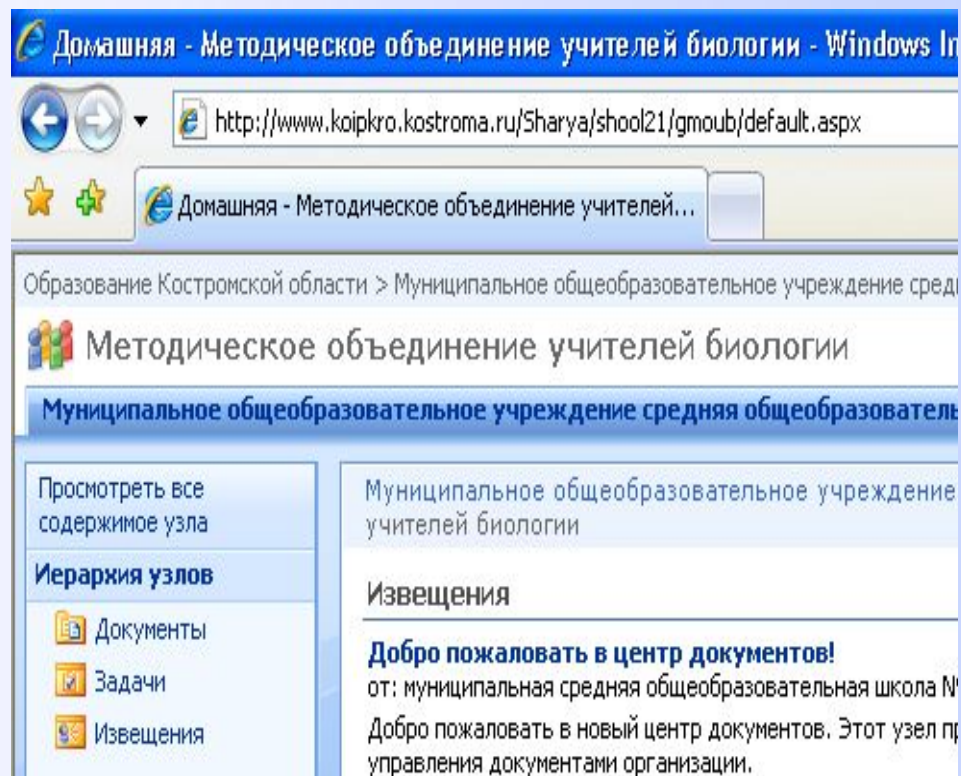 Домашняя - Методическое объединение учителей биологии - Windows In
http://www.koipkro.kostroma.ru/Sharya/shool21/gmoub/default.aspx
Домашняя - Методическое объединение учителей...
Образование Костромской области > Муниципальное общеобразовательное учреждение сред
Методическое объединение учителей биологии
Муниципальное общеобразовательное учреждение средняя общеобразователь
Просмотреть все
содержимое узла
Иерархия узлов
Документы
Задачи
Извещения
Муниципальное общеобразовательное учреждение
учителей биологии
Извещения
Добро пожаловать в центр документов!
от: муниципальная средняя общеобразовательная школа №
Добро пожаловать в новый центр документов. Этот узел пр
управления документами организации.